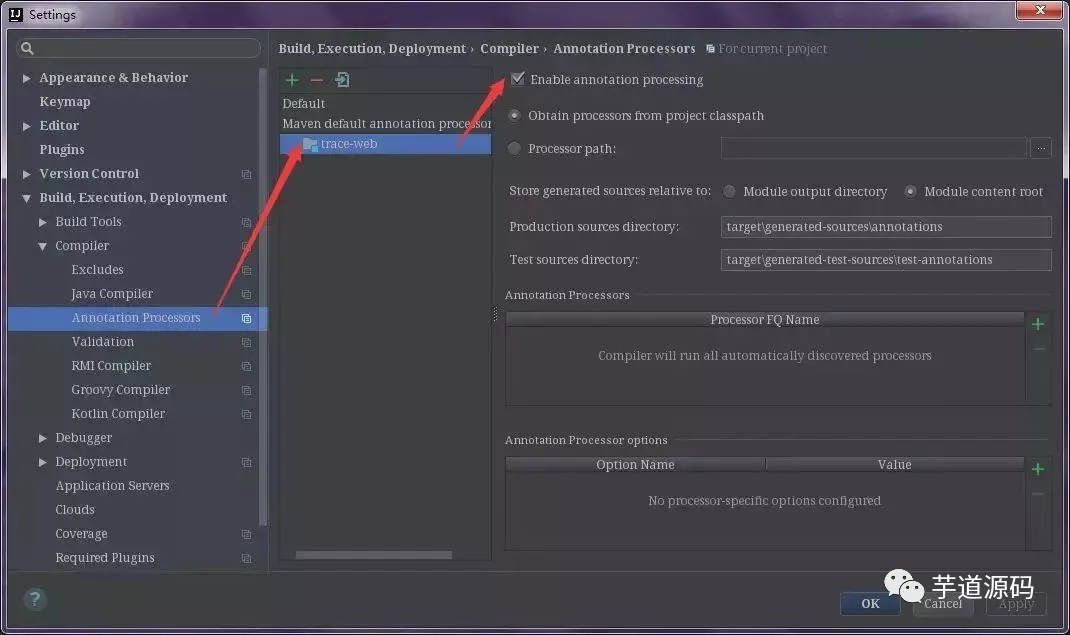 Settings
Build, Execution, Deployment › Compiler › Annotation Processors For current project
Appearance & Behavior
Keymap
Editor
Plugins
Version Control
Build, Execution, Deployment
Build Tools
Compiler
Excludes
Java Compiler
Annotation Processors
Validation
RMI Compiler
Groovy Compiler
Kotlin Compiler
Debugger
Deployment
Application Servers
Clouds
Coverage
Required Plugins
Default
Maven default annotation processor
trace-web
Enable annotation processing
Obtain processors from project classpath
Processor path:
...
Store generated sources relative to: Module output directory Module content root
Production sources directory: target\generated-sources\annotations
Test sources directory: target\generated-test-sources\test-annotations
Annotation Processors
Processor FQ Name
Compiler will run all automatically discovered processors
Annotation Processor options
Option Name Value
No processor-specific options configured
?
OK Cancel Apply
芋道源码